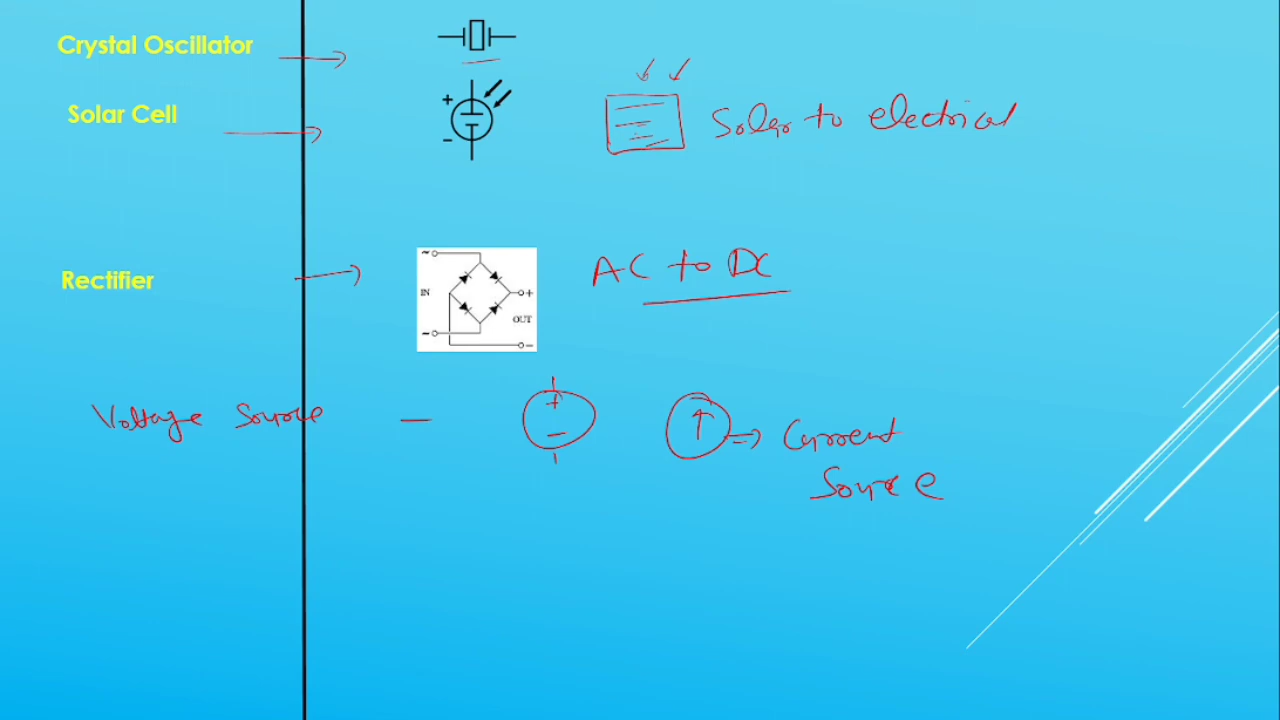 Crystal Oscillator
Solar Cell
+
-
Solar to electrical
Rectifier
~
IN
+
OUT
~
-
AC to DC
Voltage Source -
+
-
Current
Source